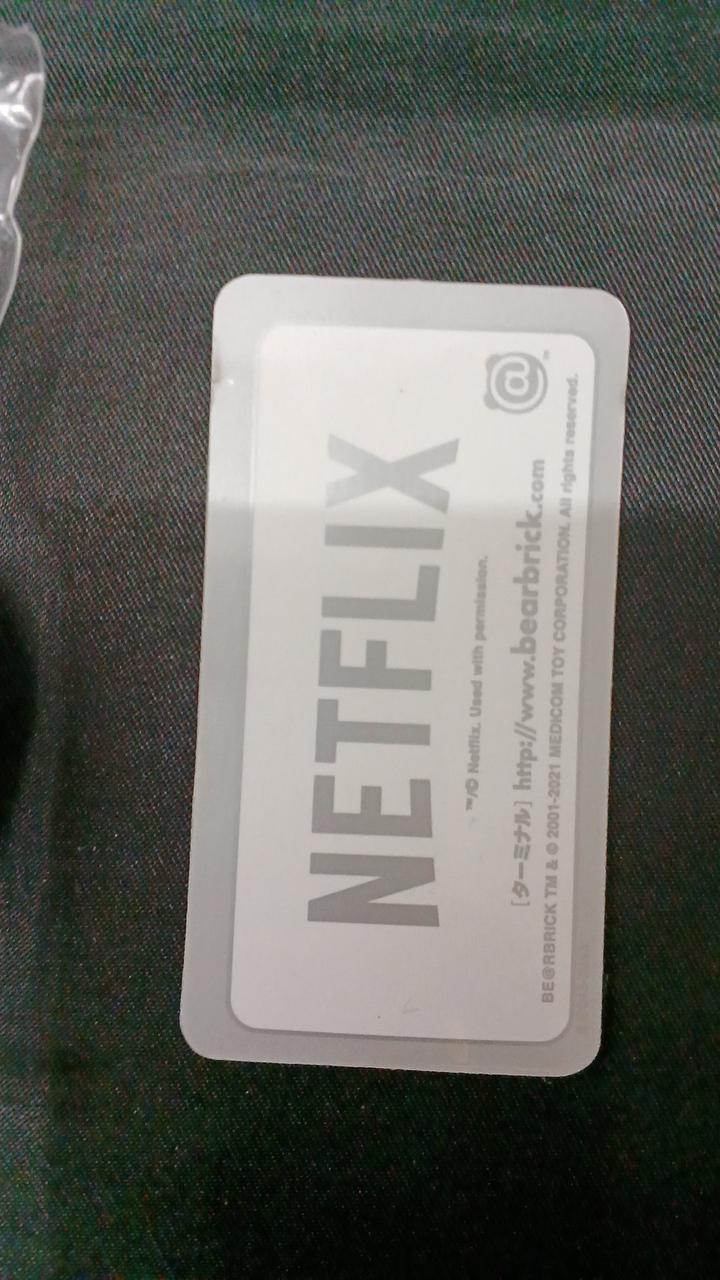 NETFLIX
™/© Netflix. Used with permission.
[ターミナル] http://www.bearbrick.com
BE@RBRICK TM & © 2001-2021 MEDICOM TOY CORPORATION. All rights reserved.
@™